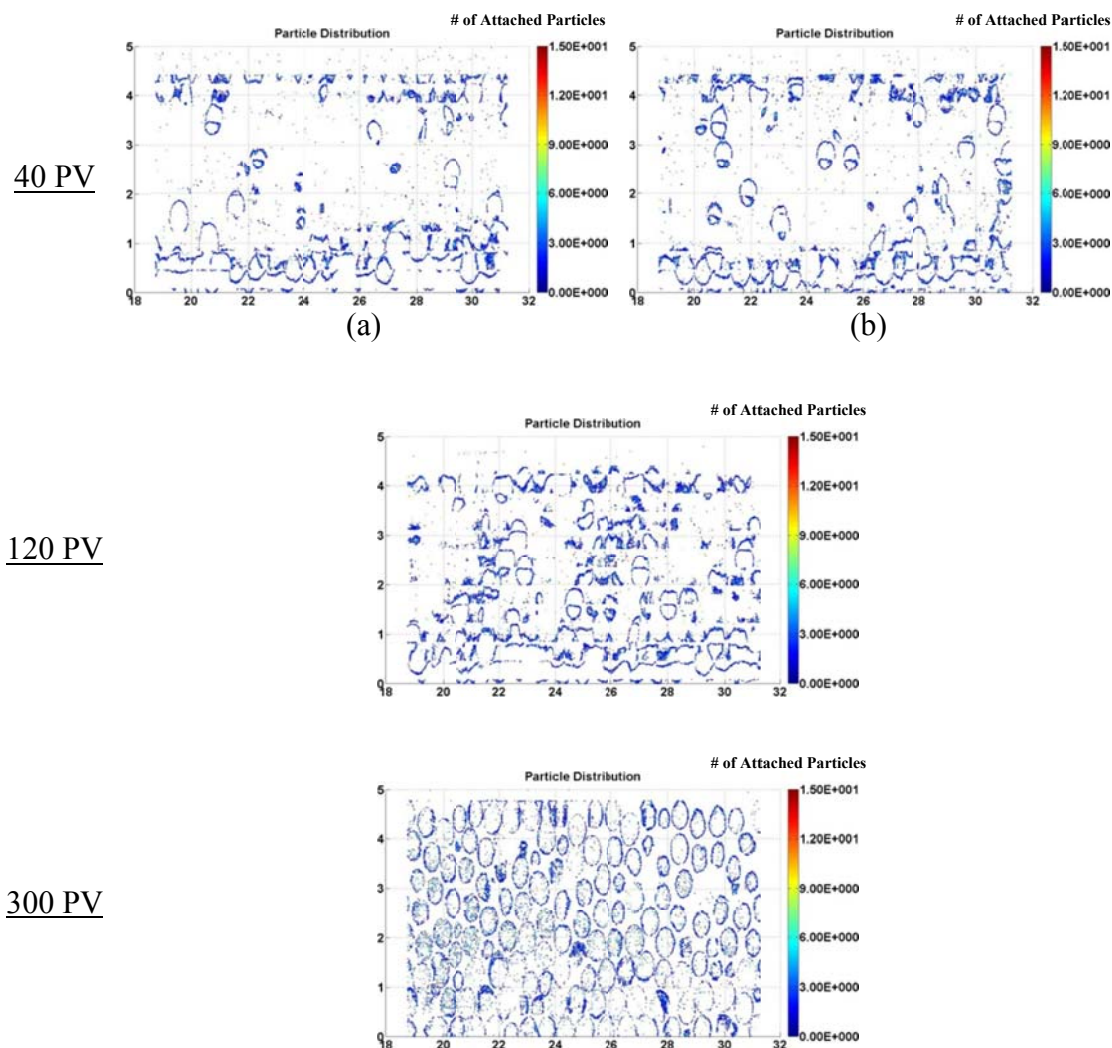 # of Attached Particles # of Attached Particles
Particle Distribution Particle Distribution
5 1.50E+001 5 1.50E+001
4 1.20E+001 4 1.20E+001
3 9.00E+000 3 9.00E+000
40 PV
2 6.00E+000 2 6.00E+000
1 3.00E+000 1 3.00E+000
0 0.00E+000 0 0.00E+000
18 20 22 24 26 28 30 32 18 20 22 24 26 28 30 32
(a) (b)
# of Attached Particles
Particle Distribution
5 1.50E+001
4 1.20E+001
3 9.00E+000
120 PV
2 6.00E+000
1 3.00E+000
0 0.00E+000
18 20 22 24 26 28 30 32
# of Attached Particles
Particle Distribution
5 1.50E+001
4 1.20E+001
3 9.00E+000
300 PV
2 6.00E+000
1 3.00E+000
0 0.00E+000
18 20 22 24 26 28 30 32